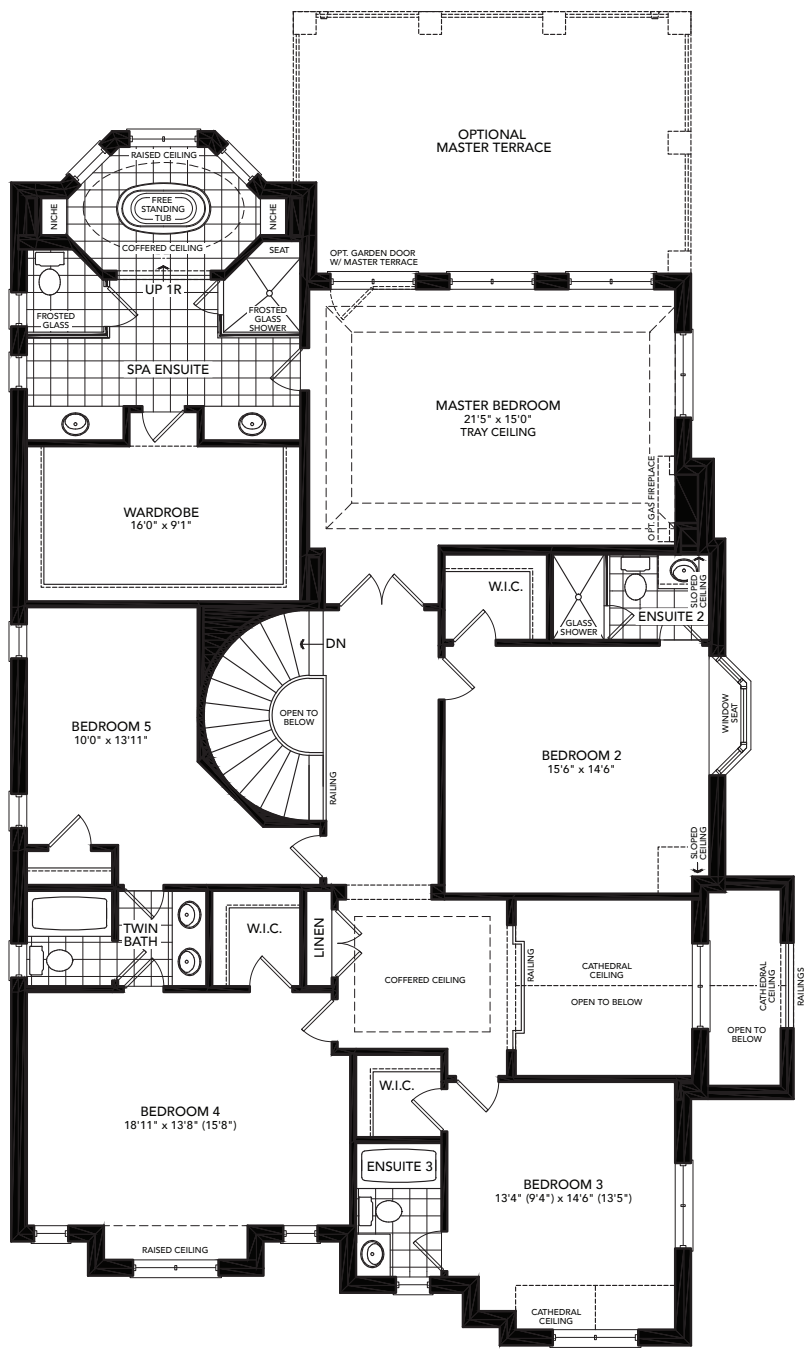 OPTIONAL
MASTER TERRACE
RAISED CEILING
FREE
STANDING
TUB
NICHE
NICHE
COFFERED CEILING
SEAT
OPT. GARDEN DOOR
W/ MASTER TERRACE
UP 1R
FROSTED
GLASS
FROSTED
GLASS
SHOWER
SPA ENSUITE
MASTER BEDROOM
21'5" x 15'0"
TRAY CEILING
OPT. GAS FIREPLACE
WARDROBE
16'0" x 9'1"
W.I.C.
GLASS
SHOWER
ENSUITE 2
SLOPED
CEILING
DN
OPEN TO
BELOW
RAILING
BEDROOM 5
10'0" x 13'11"
BEDROOM 2
15'6" x 14'6"
WINDOW
SEAT
SLOPED
CEILING
TWIN
BATH
W.I.C.
LINEN
COFFERED CEILING
RAILING
CATHEDRAL
CEILING
OPEN TO BELOW
CATHEDRAL
CEILING
OPEN TO
BELOW
RAILINGS
W.I.C.
BEDROOM 4
18'11" x 13'8" (15'8")
ENSUITE 3
BEDROOM 3
13'4" (9'4") x 14'6" (13'5")
RAISED CEILING
CATHEDRAL
CEILING